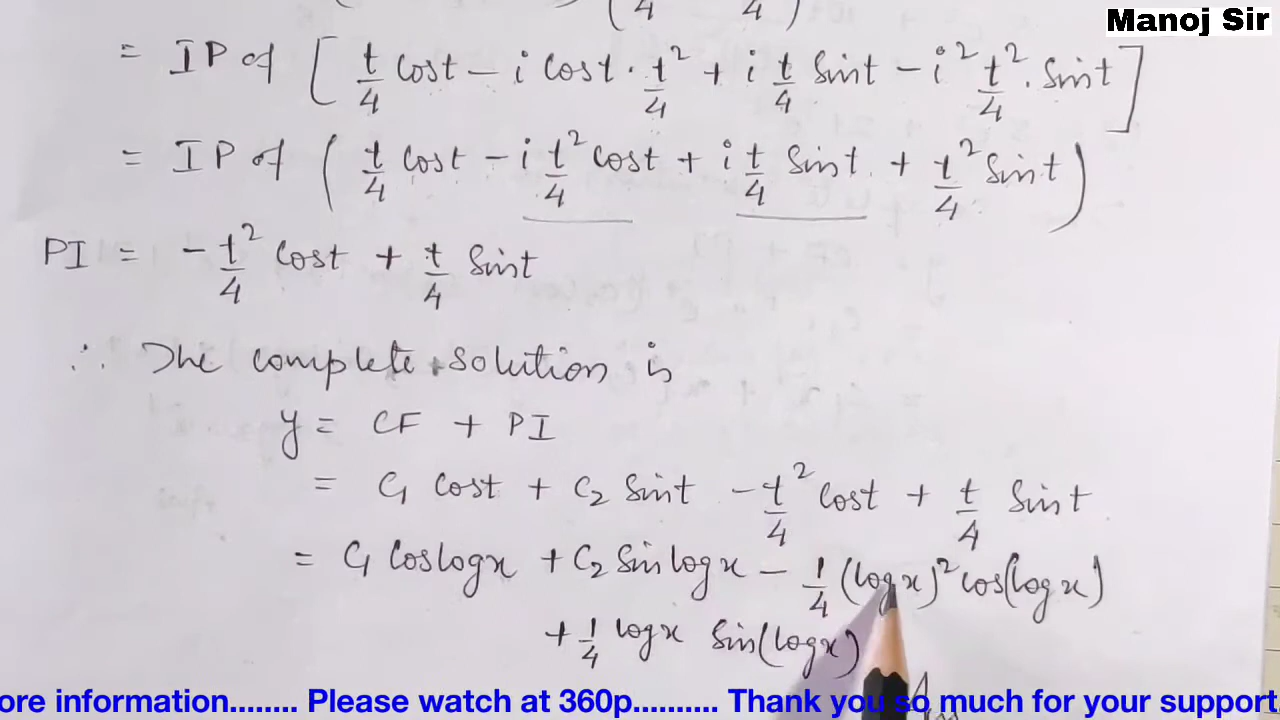 Manoj Sir
4 4
= IP of [ t/4 Cost - i Cost · t²/4 + i t/4 Sint - i² t²/4 · Sint ]
= IP of ( t/4 Cost - i t²/4 Cost + i t/4 Sint + t²/4 Sint )
PI = - t²/4 Cost + t/4 Sint
∴ The complete solution is
y = CF + PI
= C₁ Cost + C₂ Sint - t²/4 Cost + t/4 Sint
= C₁ Coslogx + C₂ Sinlogx - 1/4 (logx)² Cos(logx)
+ 1/4 logx Sin(logx)
ore information........ Please watch at 360p.......... Thank you so much for your support